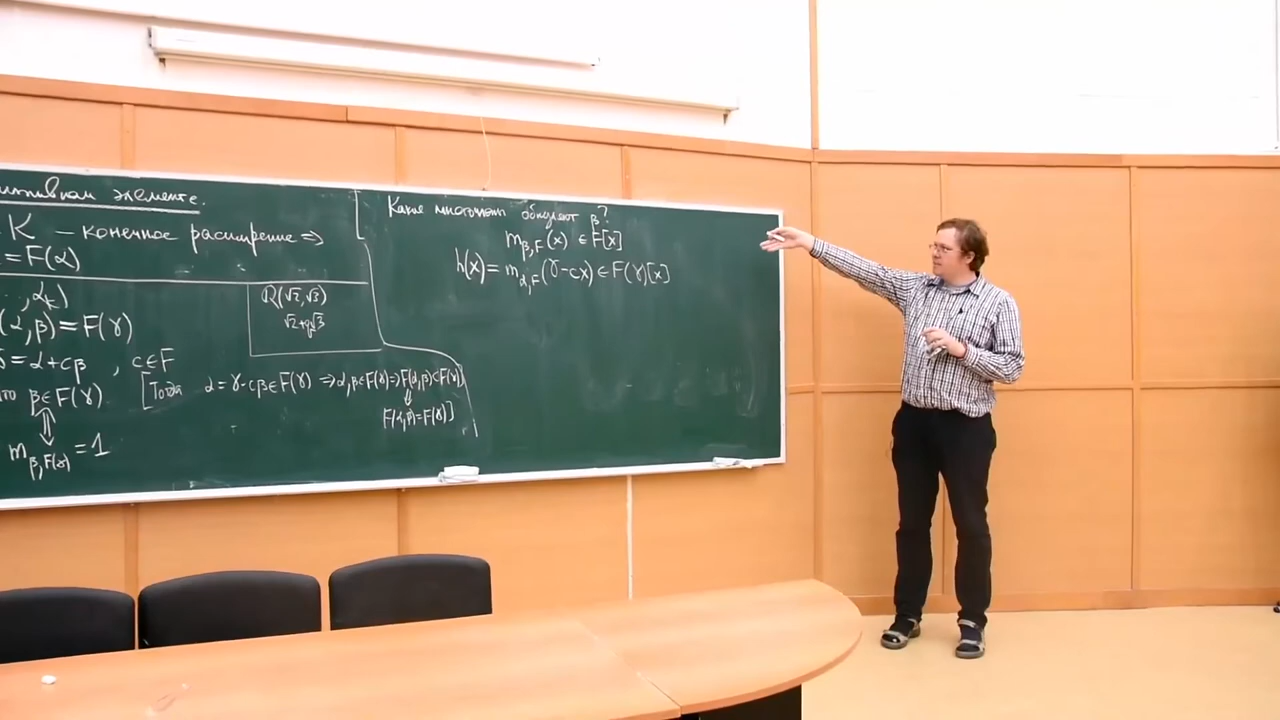 элементе.
K – конечное расширение ⇒
= F(α)
, α_k)
(α, β) = F(γ)
γ = α + cβ , c ∈ F
что β ∈ F(γ)
⇕
m_{β, F(γ)} = 1
Q(√2, √3)
√2 + q√3
[Тогда α = γ - cβ ∈ F(γ) ⇒ α, β ∈ F(γ) ⇒ F(α, β) ⊂ F(γ)
⇓
F(α, β) = F(γ)]
Какие многочлены обнуляют β?
m_{β, F}(x) ∈ F[x]
h(x) = m_{α, F}(γ - cx) ∈ F(γ)[x]